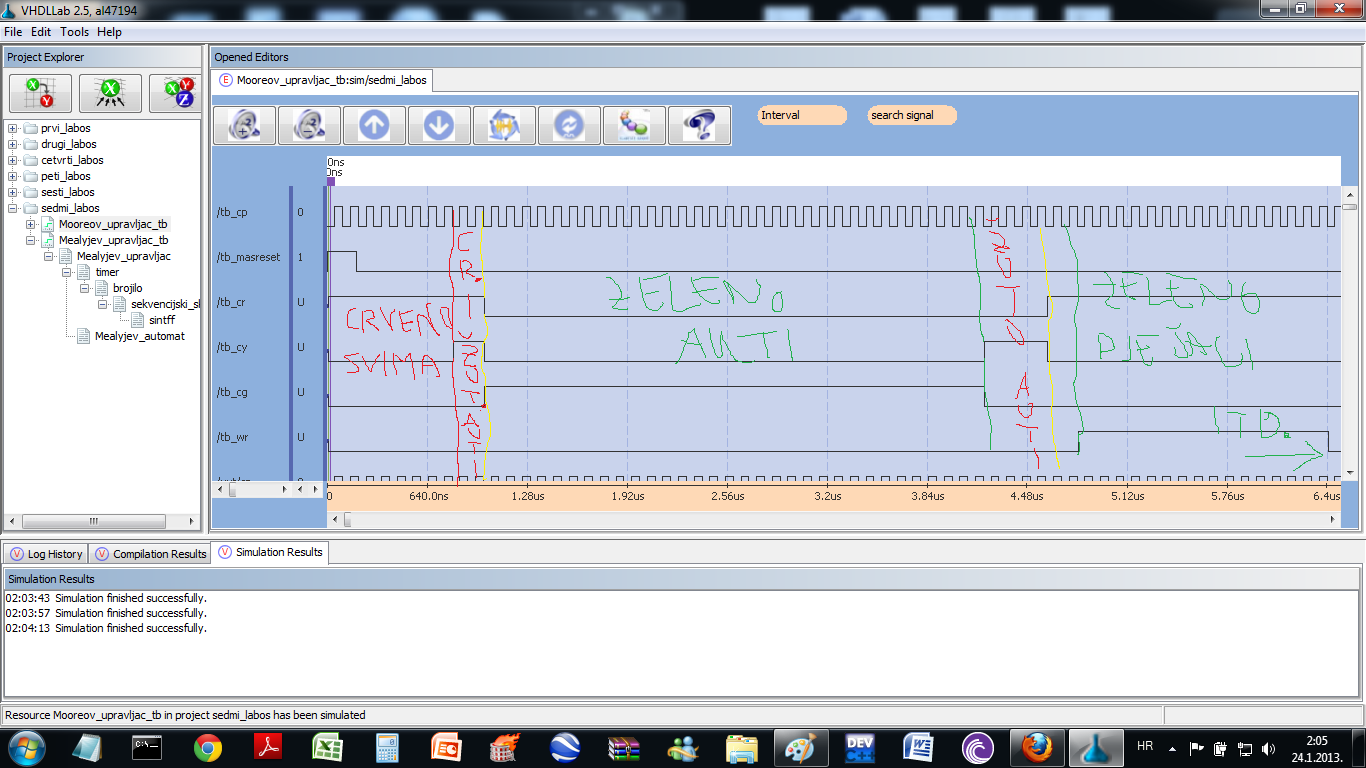 VHDLLab 2.5, al47194
File Edit Tools Help
Project Explorer
Opened Editors
Mooreov_upravljac_tb:sim/sedmi_labos
Interval
search signal
prvi_labos
drugi_labos
cetvrti_labos
peti_labos
sesti_labos
sedmi_labos
Mooreov_upravljac_tb
Mealyjev_upravljac_tb
Mealyjev_upravljac
timer
brojilo
sekvencijski_sk
sintff
Mealyjev_automat
0ns
0ns
/tb_cp 0
/tb_masreset 1
/tb_cr U
/tb_cy U
/tb_cg U
/tb_wr U
CRVENO
SVIMA
CR. I ŽUTI AUTI
ZELENO
AUTI
ŽUTO AUTI
ZELENO
PJEŠACI
ITD.
0 640.0ns 1.28us 1.92us 2.56us 3.2us 3.84us 4.48us 5.12us 5.76us 6.4us
Log History Compilation Results Simulation Results
Simulation Results
02:03:43 Simulation finished successfully.
02:03:57 Simulation finished successfully.
02:04:13 Simulation finished successfully.
Resource Mooreov_upravljac_tb in project sedmi_labos has been simulated
HR
2:05
24.1.2013.